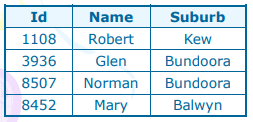 Id Name Suburb
1108 Robert Kew
3936 Glen Bundoora
8507 Norman Bundoora
8452 Mary Balwyn